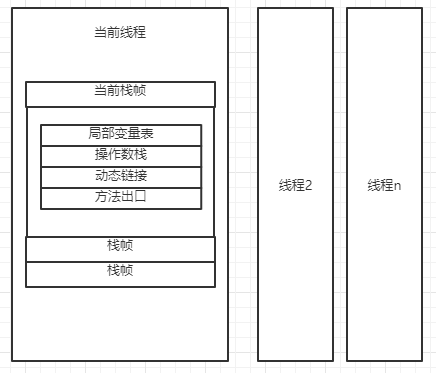 当前线程
当前栈帧
局部变量表
操作数栈
动态链接
方法出口
栈帧
栈帧
线程2
线程n